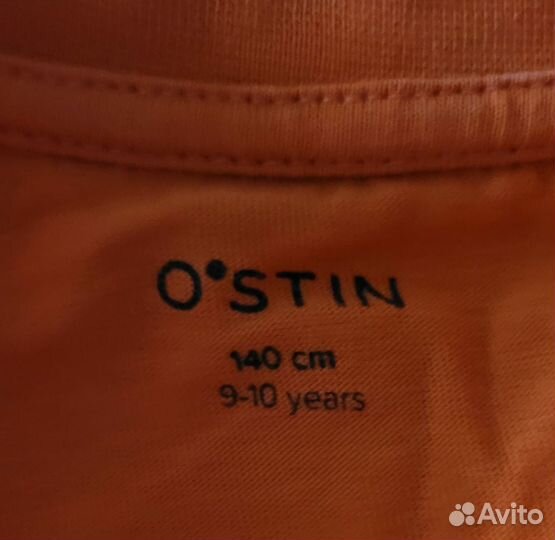 O•STIN
140 cm
9-10 years
Avito